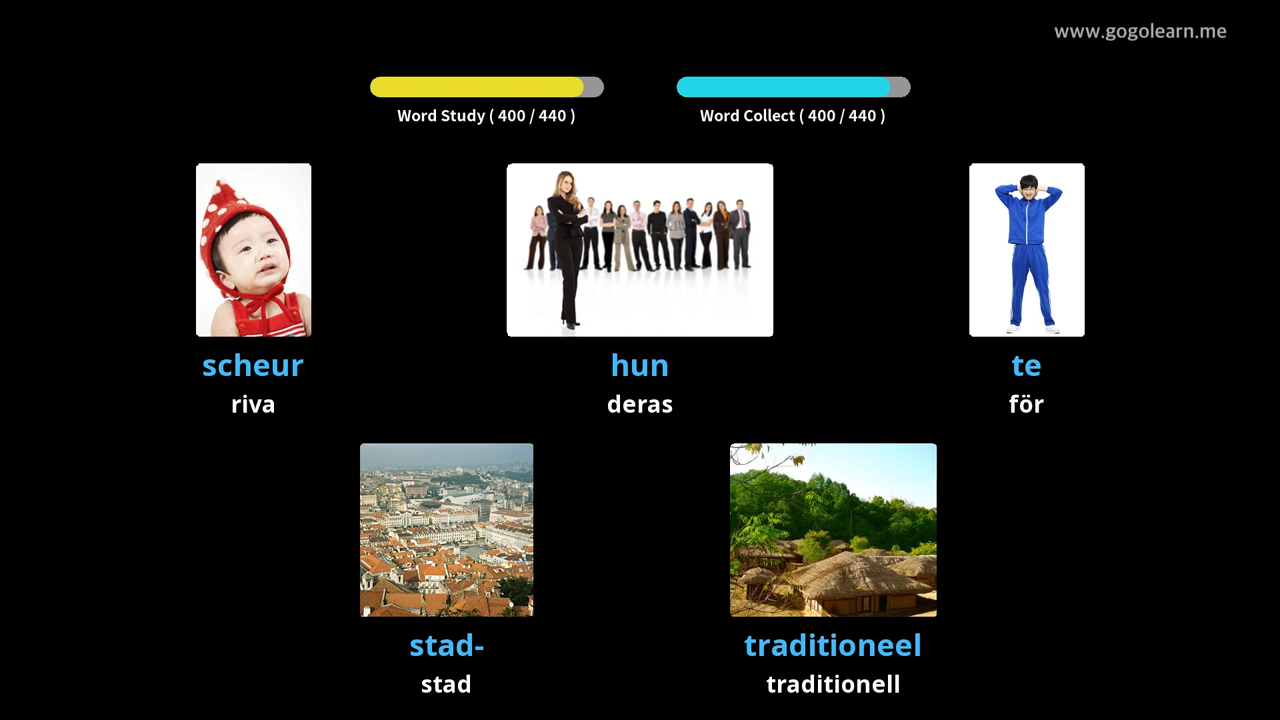 www.gogolearn.me
Word Study ( 400 / 440 )
Word Collect ( 400 / 440 )
scheur
riva
hun
deras
te
för
stad-
stad
traditioneel
traditionell